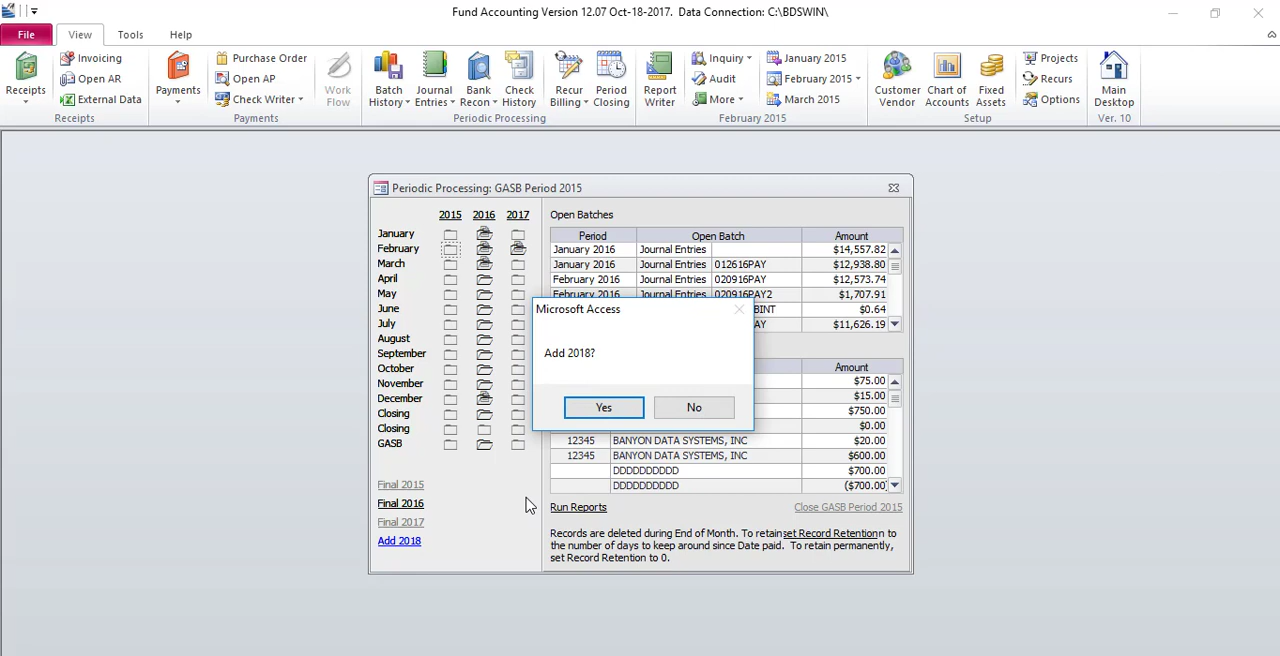 Fund Accounting Version 12.07 Oct-18-2017.  Data Connection: C:\BDSWIN\
File View Tools Help
Invoicing Purchase Order Inquiry January 2015 Projects
Open AR Open AP Audit February 2015 Recurs
External Data Check Writer More March 2015 Options
Receipts Payments Work Flow Batch History Journal Entries Bank Recon Check History Recur Billing Period Closing Report Writer Customer Vendor Chart of Accounts Fixed Assets Main Desktop
Receipts Payments Periodic Processing February 2015 Setup Ver. 10
Periodic Processing: GASB Period 2015
2015 2016 2017 Open Batches
January
February
March
April
May
June
July
August
September
October
November
December
Closing
Closing
GASB
Final 2015
Final 2016
Final 2017
Add 2018
Period Open Batch Amount
January 2016 Journal Entries $14,557.82
January 2016 Journal Entries 012616PAY $12,938.80
February 2016 Journal Entries 020916PAY $12,573.74
February 2016 Journal Entries 020916PAY2 $1,707.91
BINT $0.64
AY $11,626.19
Microsoft Access
Add 2018?
Yes No
Amount
$75.00
$15.00
$750.00
$0.00
12345 BANYON DATA SYSTEMS, INC $20.00
12345 BANYON DATA SYSTEMS, INC $600.00
DDDDDDDDDD $700.00
DDDDDDDDDD ($700.00
Run Reports Close GASB Period 2015
Records are deleted during End of Month. To retain set Record Retention n to
the number of days to keep around since Date paid.  To retain permanently,
set Record Retention to 0.